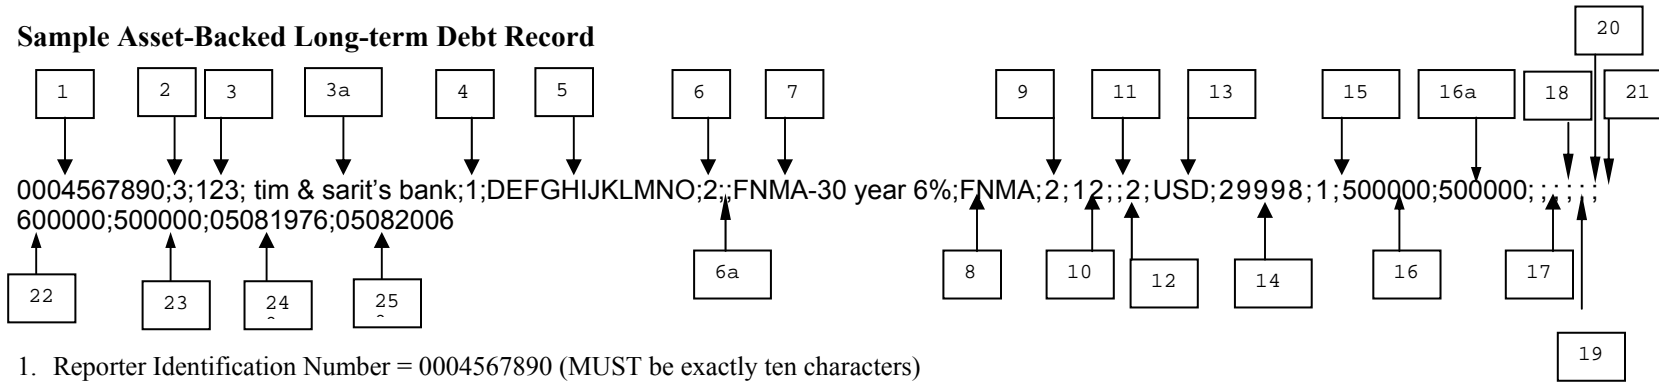 Sample Asset-Backed Long-term Debt Record
20
1 2 3 3a 4 5 6 7 9 11 13 15 16a 18 21
0004567890;3;123; tim & sarit's bank;1;DEFGHIJKLMNO;2;;FNMA-30 year 6%;FNMA;2;12;;2;USD;29998;1;500000;500000; ; ; ; ; ;
600000;500000;05081976;05082006
22 23 24 25 6a 8 10 12 14 16 17
19
1. Reporter Identification Number = 0004567890 (MUST be exactly ten characters)